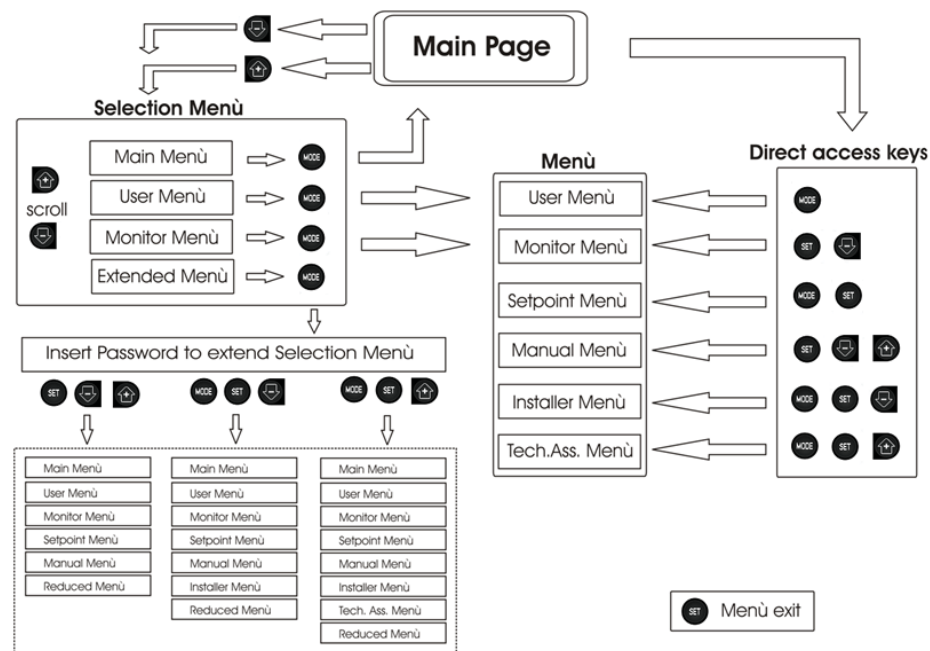 Main Page
Selection Menù
Main Menù
MODE
User Menù
MODE
scroll
Monitor Menù
MODE
Extended Menù
MODE
Insert Password to extend Selection Menù
SET
MODE SET
MODE SET
Main Menù
User Menù
Monitor Menù
Setpoint Menù
Manual Menù
Reduced Menù
Main Menù
User Menù
Monitor Menù
Setpoint Menù
Manual Menù
Installer Menù
Reduced Menù
Main Menù
User Menù
Monitor Menù
Setpoint Menù
Manual Menù
Installer Menù
Tech. Ass. Menù
Reduced Menù
Menù
User Menù
Monitor Menù
Setpoint Menù
Manual Menù
Installer Menù
Tech.Ass. Menù
Direct access keys
MODE
SET
MODE SET
SET
MODE SET
MODE SET
SET Menù exit